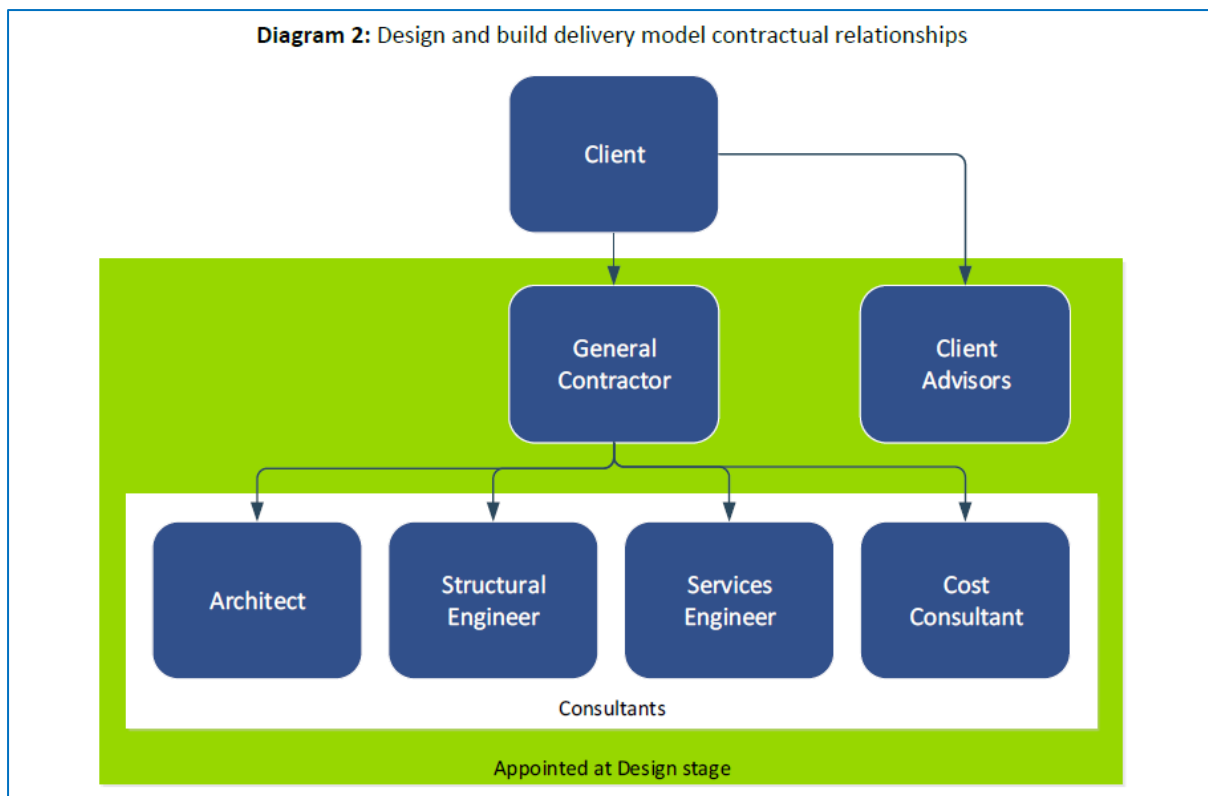 Diagram 2: Design and build delivery model contractual relationships
Client
General
Contractor
Client
Advisors
Architect
Structural
Engineer
Services
Engineer
Cost
Consultant
Consultants
Appointed at Design stage